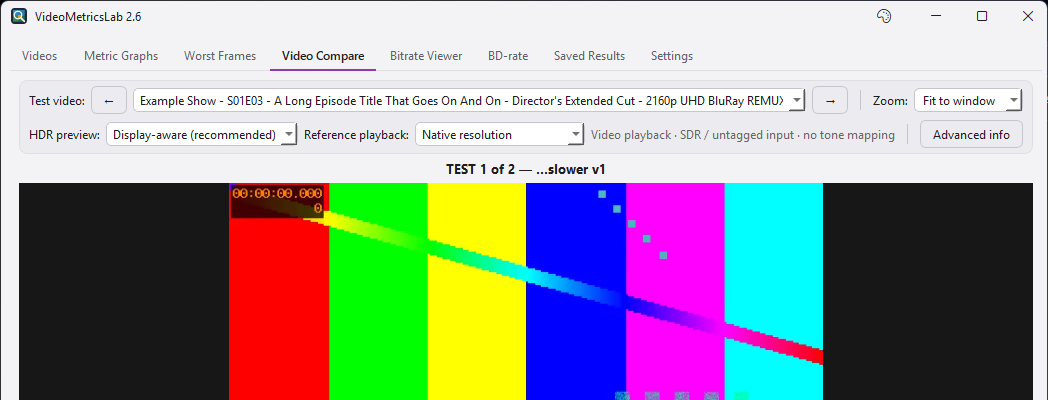 VideoMetricsLab 2.6
Videos Metric Graphs Worst Frames Video Compare Bitrate Viewer BD-rate Saved Results Settings
Test video: ← Example Show - S01E03 - A Long Episode Title That Goes On And On - Director's Extended Cut - 2160p UHD BluRay REMUX → Zoom: Fit to window
HDR preview: Display-aware (recommended) Reference playback: Native resolution Video playback · SDR / untagged input · no tone mapping Advanced info
TEST 1 of 2 — ...slower v1
00:00:00.000
0